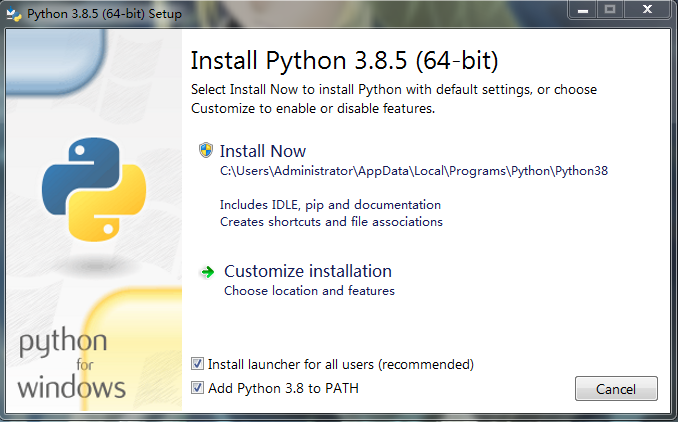 Python 3.8.5 (64-bit) Setup
Install Python 3.8.5 (64-bit)
Select Install Now to install Python with default settings, or choose
Customize to enable or disable features.
Install Now
C:\Users\Administrator\AppData\Local\Programs\Python\Python38
Includes IDLE, pip and documentation
Creates shortcuts and file associations
Customize installation
Choose location and features
python
for
windows
Install launcher for all users (recommended)
Add Python 3.8 to PATH
Cancel